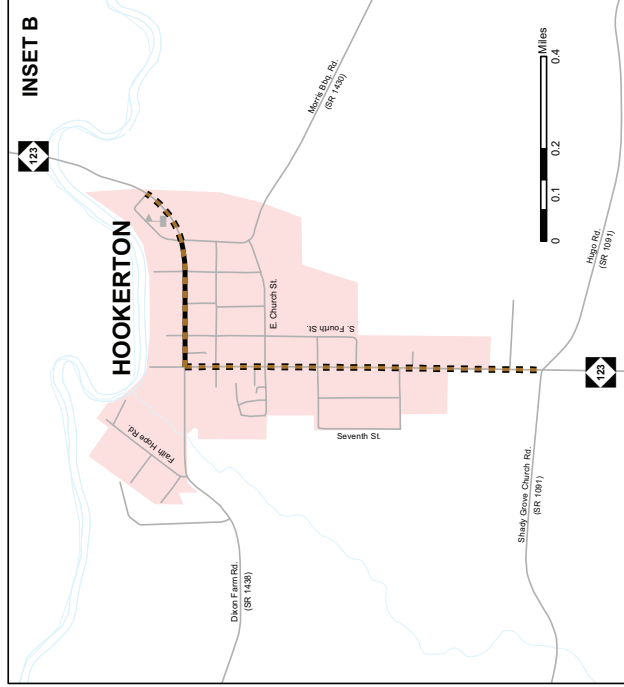 INSET B
123
HOOKERTON
Morris Bbq. Rd.
(SR 1430)
Miles
0
0.1
0.2
0.4
E. Church St.
S. Fourth St.
Faith Hope Rd.
Seventh St.
Dixon Farm Rd.
(SR 1438)
Shady Grove Church Rd.
(SR 1091)
Hugo Rd.
(SR 1091)
123